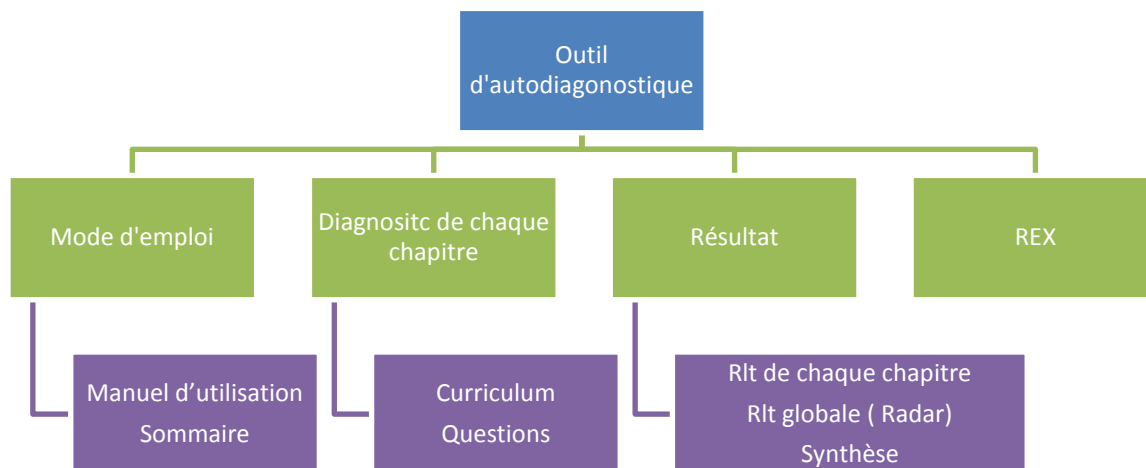 Outil
d'autodiagonostique
Mode d'emploi
Diagnositc de chaque
chapitre
Résultat
REX
Manuel d’utilisation
Sommaire
Curriculum
Questions
Rlt de chaque chapitre
Rlt globale ( Radar)
Synthèse